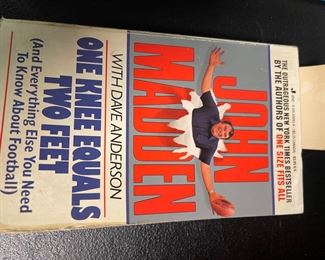 THE OUTRAGEOUS NEW YORK TIMES BESTSELLER
BY THE AUTHORS OF ONE SIZE FITS ALL
JOHN
MADDEN
WITH DAVE ANDERSON
ONE KNEE EQUALS
TWO FEET
(And Everything Else You Need
To Know About Football)